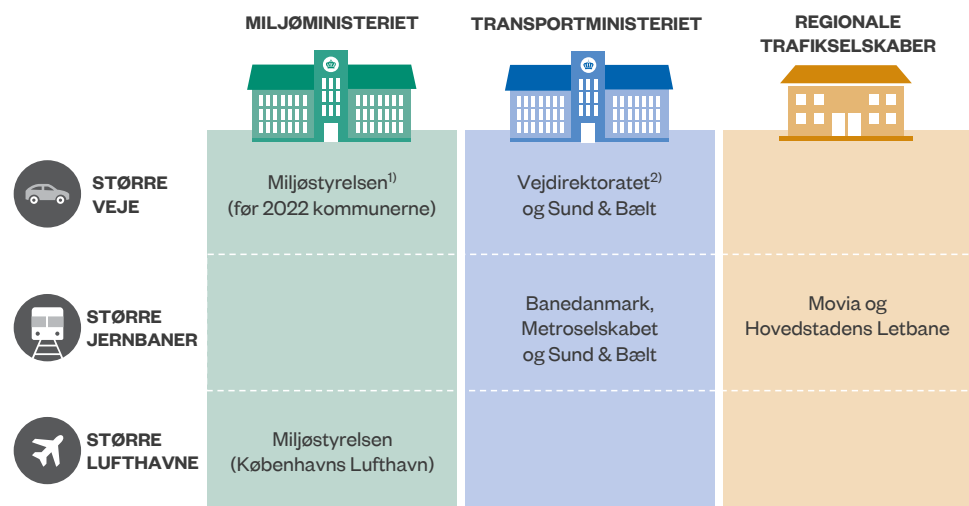 MILJØMINISTERIET
TRANSPORTMINISTERIET
REGIONALE
TRAFIKSELSKABER
STØRRE
VEJE
Miljøstyrelsen1)
(før 2022 kommunerne)
Vejdirektoratet2)
og Sund & Bælt
STØRRE
JERNBANER
Banedanmark,
Metroselskabet
og Sund & Bælt
Movia og
Hovedstadens Letbane
STØRRE
LUFTHAVNE
Miljøstyrelsen
(Københavns Lufthavn)